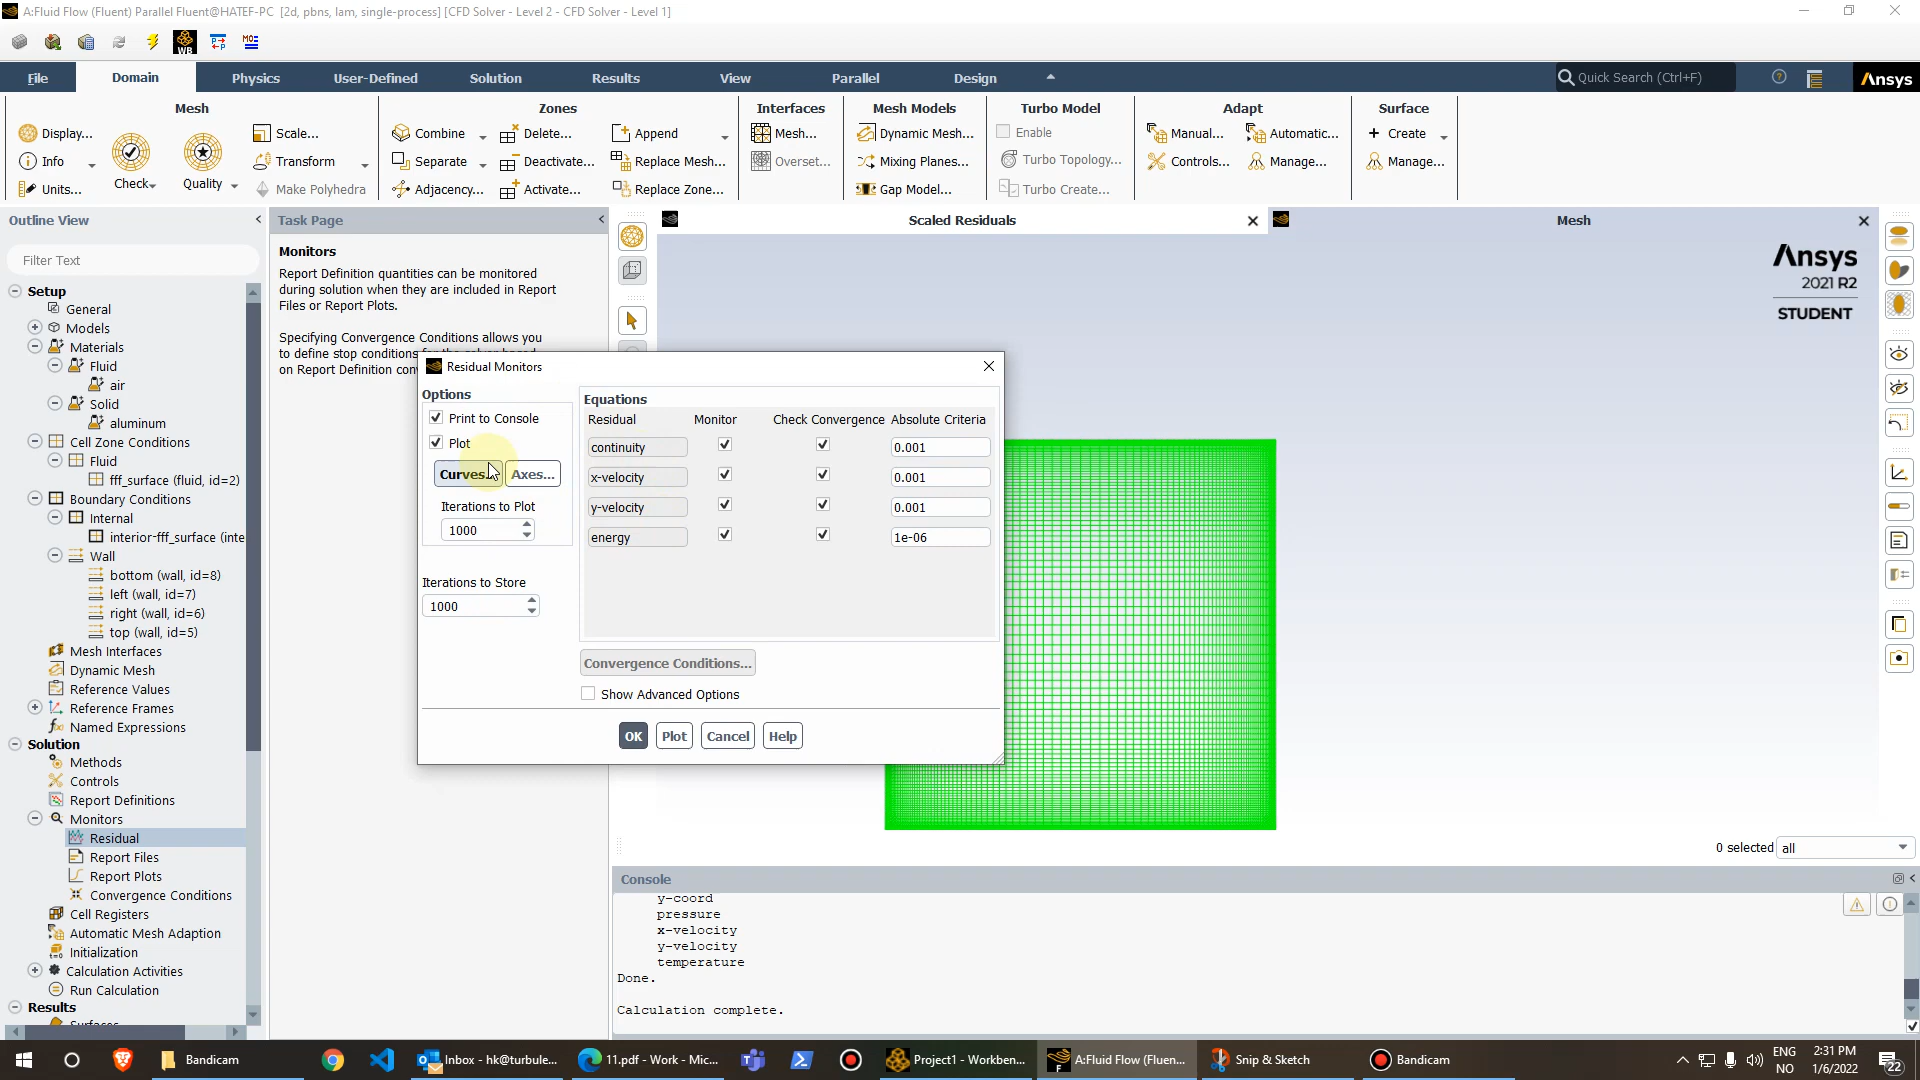 A:Fluid Flow (Fluent) Parallel Fluent@HATEF-PC [2d, pbns, lam, single-process] [CFD Solver - Level 2 - CFD Solver - Level 1]
WB
File
Domain
Physics
User-Defined
Solution
Results
View
Parallel
Design
Quick Search (Ctrl+F)
Ansys
Mesh
Display...
Info
Units...
Check
Quality
Scale...
Transform
Make Polyhedra
Zones
Combine
Separate
Adjacency...
Delete...
Deactivate...
Activate...
Append
Replace Mesh...
Replace Zone...
Interfaces
Mesh...
Overset...
Mesh Models
Dynamic Mesh...
Mixing Planes...
Gap Model...
Turbo Model
Enable
Turbo Topology...
Turbo Create...
Adapt
Manual...
Controls...
Automatic...
Manage...
Surface
Create
Manage...
Outline View
Filter Text
Setup
General
Models
Materials
Fluid
air
Solid
aluminum
Cell Zone Conditions
Fluid
fff_surface (fluid, id=2)
Boundary Conditions
Internal
interior-fff_surface (inte
Wall
bottom (wall, id=8)
left (wall, id=7)
right (wall, id=6)
top (wall, id=5)
Mesh Interfaces
Dynamic Mesh
Reference Values
Reference Frames
Named Expressions
Solution
Methods
Controls
Report Definitions
Monitors
Residual
Report Files
Report Plots
Convergence Conditions
Cell Registers
Automatic Mesh Adaption
Initialization
Calculation Activities
Run Calculation
Results
Task Page
Monitors
Report Definition quantities can be monitored
during solution when they are included in Report
Files or Report Plots.
Specifying Convergence Conditions allows you
to define stop conditions
on Report Definition con
Scaled Residuals
Mesh
Ansys
2021 R2
STUDENT
Residual Monitors
Options
Print to Console
Plot
Curves...
Axes...
Iterations to Plot
1000
Iterations to Store
1000
Equations
Residual Monitor Check Convergence Absolute Criteria
continuity 0.001
x-velocity 0.001
y-velocity 0.001
energy 1e-06
Convergence Conditions...
Show Advanced Options
OK
Plot
Cancel
Help
0 selected all
Console
y-coord
pressure
x-velocity
y-velocity
temperature
Done.
Calculation complete.
Bandicam
Inbox - hk@turbule...
11.pdf - Work - Mic...
Project1 - Workben...
A:Fluid Flow (Fluen...
Snip & Sketch
Bandicam
ENG
NO
2:31 PM
1/6/2022
22